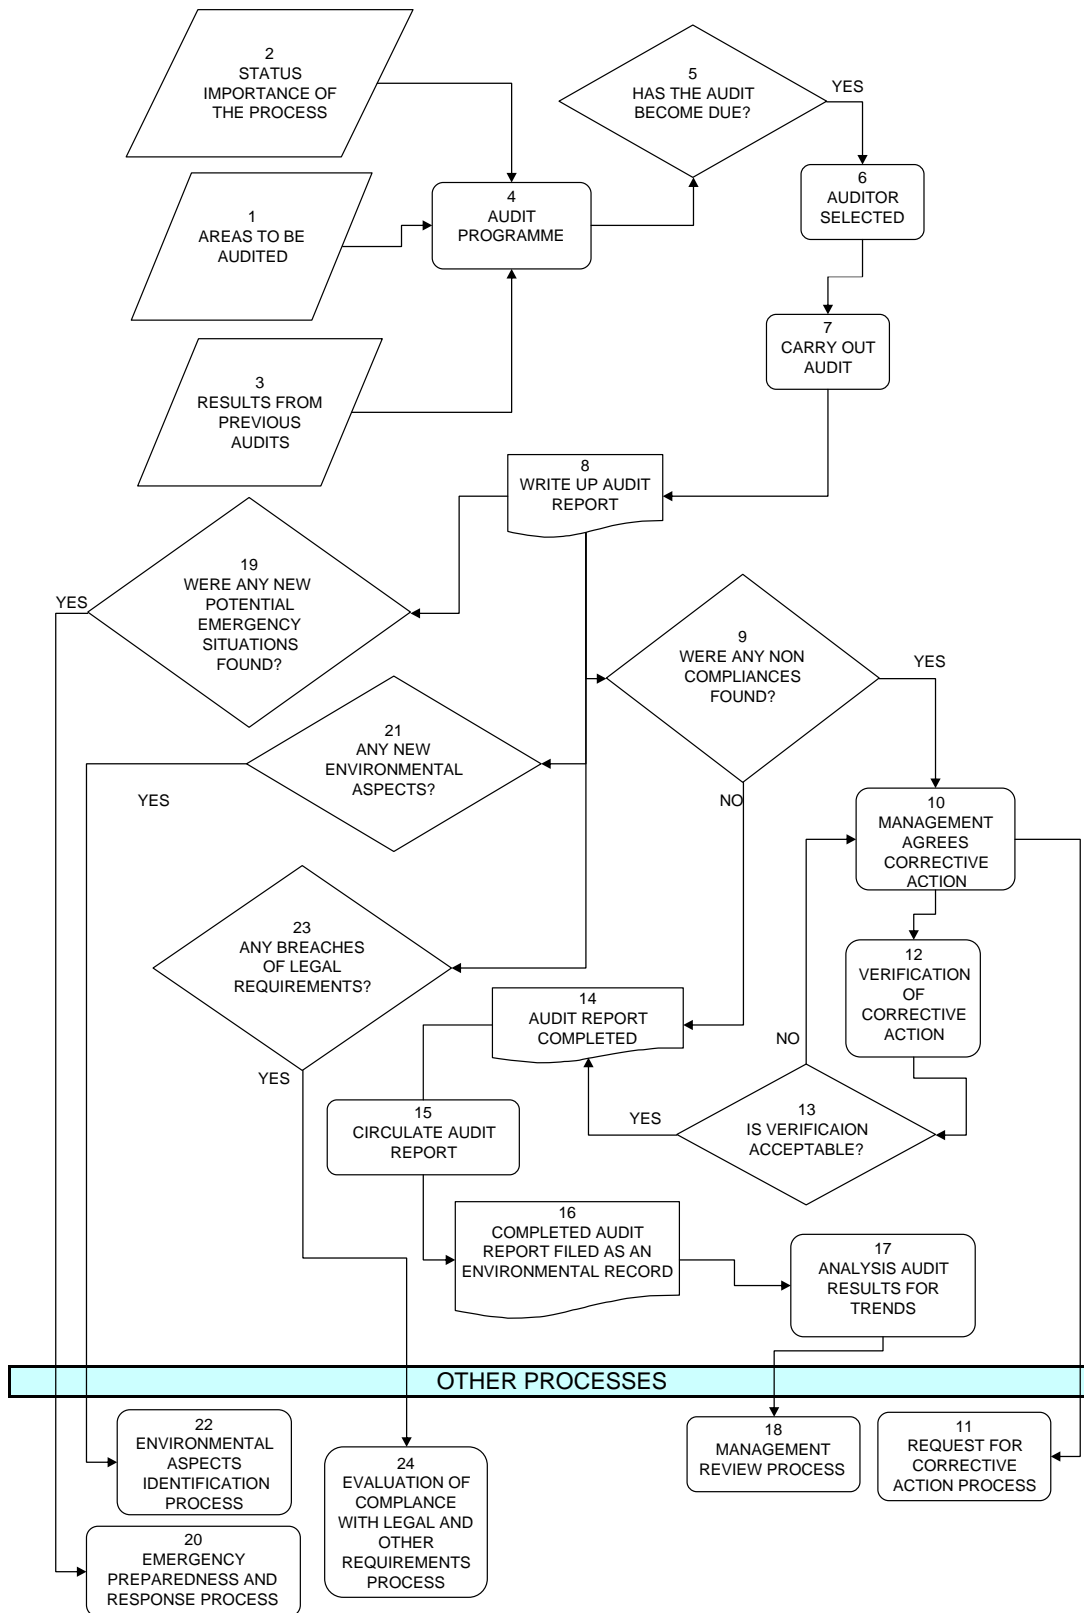 2
STATUS
IMPORTANCE OF
THE PROCESS
5
HAS THE AUDIT
BECOME DUE?
YES
1
AREAS TO BE
AUDITED
4
AUDIT
PROGRAMME
6
AUDITOR
SELECTED
7
CARRY OUT
AUDIT
3
RESULTS FROM
PREVIOUS
AUDITS
8
WRITE UP AUDIT
REPORT
19
WERE ANY NEW
POTENTIAL
EMERGENCY
SITUATIONS
FOUND?
YES
9
WERE ANY NON
COMPLIANCES
FOUND?
YES
NO
21
ANY NEW
ENVIRONMENTAL
ASPECTS?
YES
10
MANAGEMENT
AGREES
CORRECTIVE
ACTION
23
ANY BREACHES
OF LEGAL
REQUIREMENTS?
YES
12
VERIFICATION
OF
CORRECTIVE
ACTION
14
AUDIT REPORT
COMPLETED
NO
13
IS VERIFICAION
ACCEPTABLE?
YES
15
CIRCULATE AUDIT
REPORT
16
COMPLETED AUDIT
REPORT FILED AS AN
ENVIRONMENTAL RECORD
17
ANALYSIS AUDIT
RESULTS FOR
TRENDS
OTHER PROCESSES
22
ENVIRONMENTAL
ASPECTS
IDENTIFICATION
PROCESS
24
EVALUATION OF
COMPLANCE
WITH LEGAL AND
OTHER
REQUIREMENTS
PROCESS
18
MANAGEMENT
REVIEW PROCESS
11
REQUEST FOR
CORRECTIVE
ACTION PROCESS
20
EMERGENCY
PREPAREDNESS AND
RESPONSE PROCESS